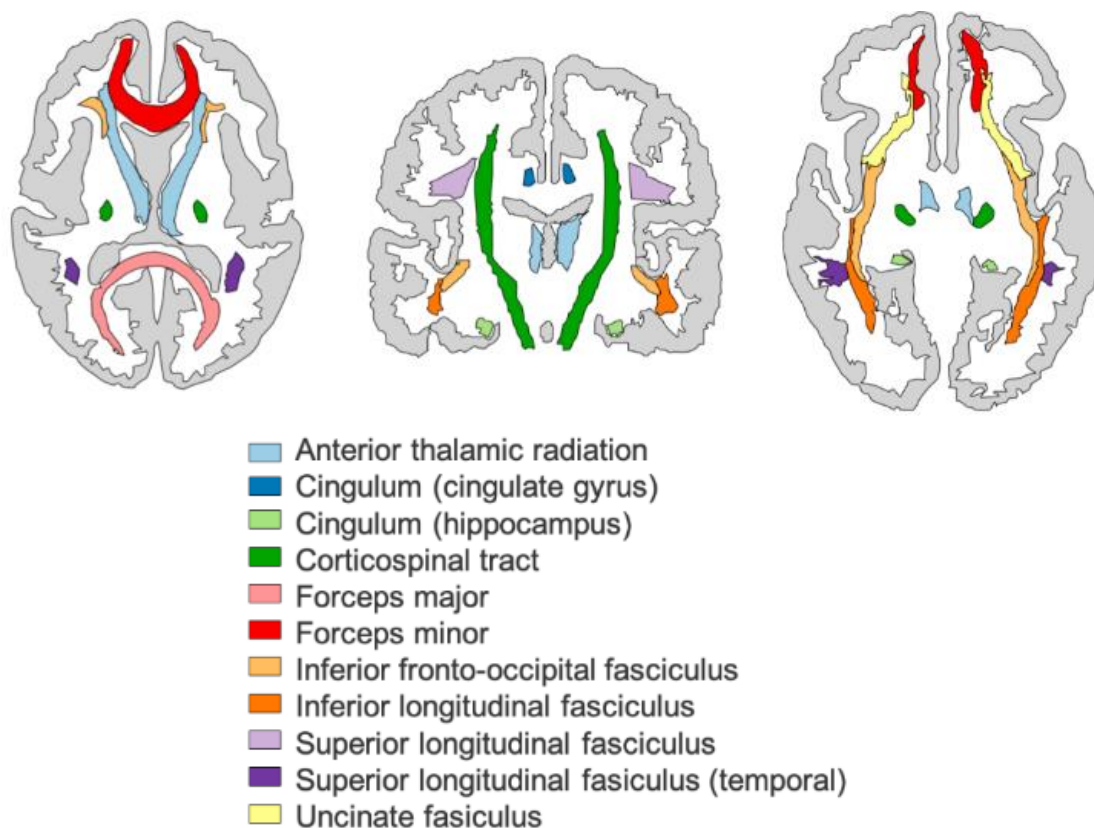 Anterior thalamic radiation
Cingulum (cingulate gyrus)
Cingulum (hippocampus)
Corticospinal tract
Forceps major
Forceps minor
Inferior fronto-occipital fasciculus
Inferior longitudinal fasciculus
Superior longitudinal fasciculus
Superior longitudinal fasiculus (temporal)
Uncinate fasiculus